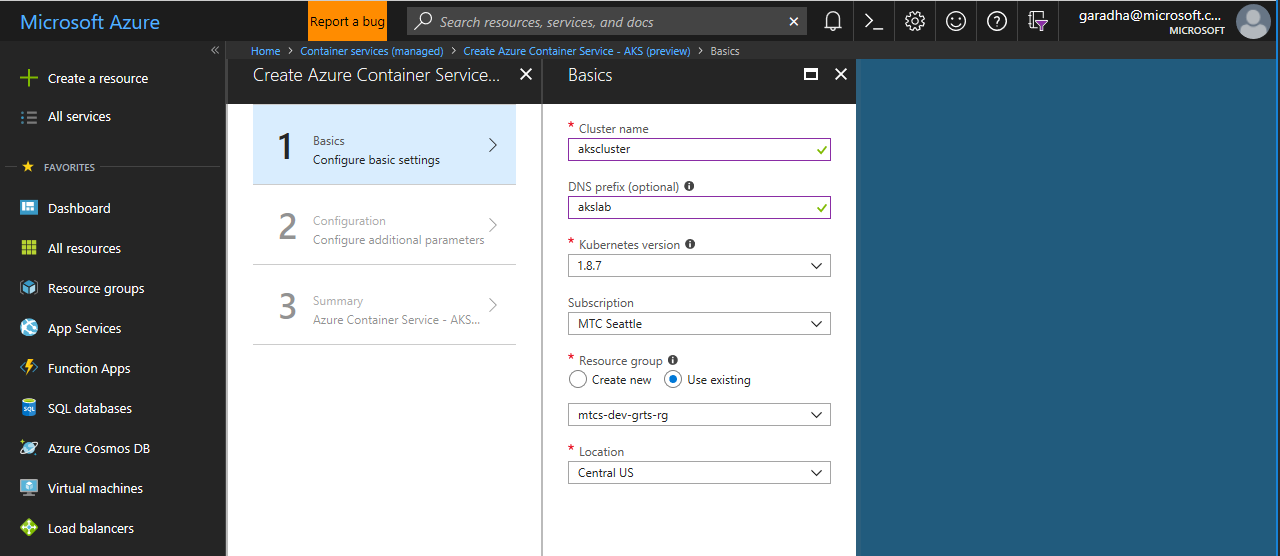 Microsoft Azure
Report a bug
Search resources, services, and docs
garadha@microsoft.c...
MICROSOFT
Home > Container services (managed) > Create Azure Container Service - AKS (preview) > Basics
Create a resource
All services
FAVORITES
Dashboard
All resources
Resource groups
App Services
Function Apps
SQL databases
Azure Cosmos DB
Virtual machines
Load balancers
Create Azure Container Service...
1
Basics
Configure basic settings
2
Configuration
Configure additional parameters
3
Summary
Azure Container Service - AKS...
Basics
* Cluster name
akscluster
DNS prefix (optional)
akslab
* Kubernetes version
1.8.7
Subscription
MTC Seattle
* Resource group
Create new Use existing
mtcs-dev-grts-rg
* Location
Central US